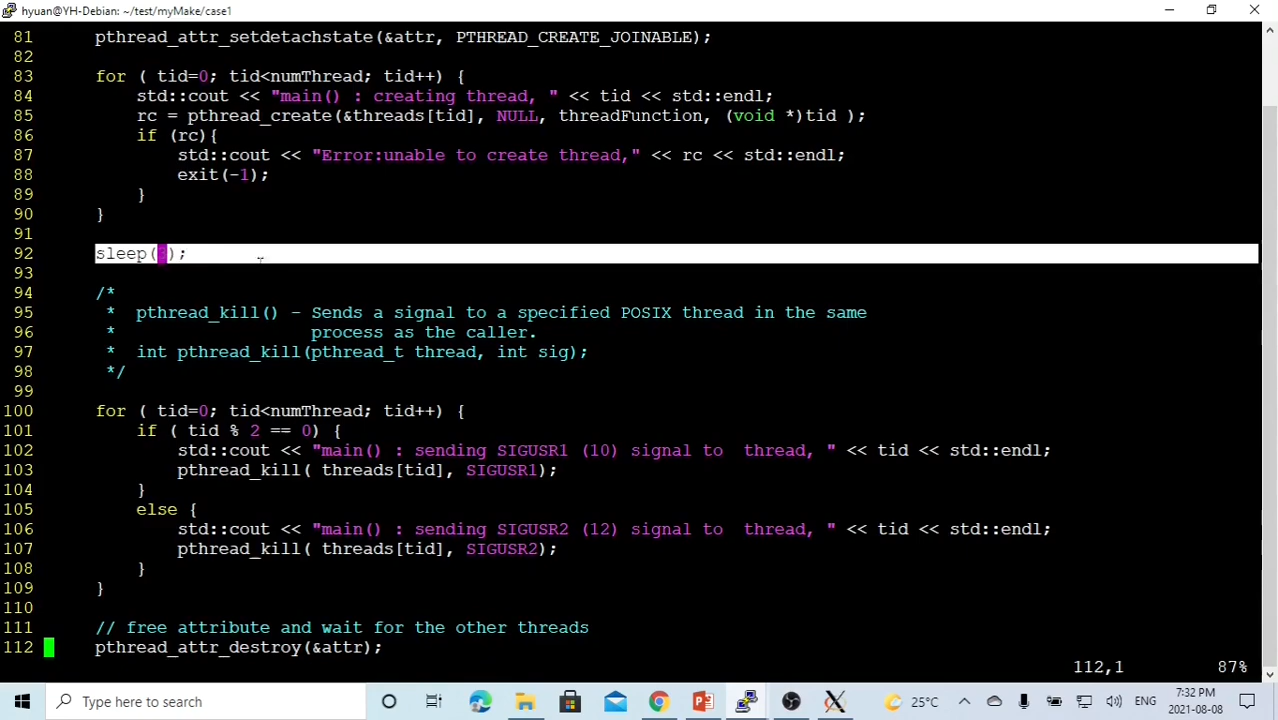 hyuan@YH-Debian: ~/test/myMake/case1
81 pthread_attr_setdetachstate(&attr, PTHREAD_CREATE_JOINABLE);
82
83 for ( tid=0; tid<numThread; tid++) {
84 std::cout << "main() : creating thread, " << tid << std::endl;
85 rc = pthread_create(&threads[tid], NULL, threadFunction, (void *)tid );
86 if (rc){
87 std::cout << "Error:unable to create thread," << rc << std::endl;
88 exit(-1);
89 }
90 }
91
92 sleep( );
93
94 /*
95 * pthread_kill() - Sends a signal to a specified POSIX thread in the same
96 * process as the caller.
97 * int pthread_kill(pthread_t thread, int sig);
98 */
99
100 for ( tid=0; tid<numThread; tid++) {
101 if ( tid % 2 == 0) {
102 std::cout << "main() : sending SIGUSR1 (10) signal to  thread, " << tid << std::endl;
103 pthread_kill( threads[tid], SIGUSR1);
104 }
105 else {
106 std::cout << "main() : sending SIGUSR2 (12) signal to  thread, " << tid << std::endl;
107 pthread_kill( threads[tid], SIGUSR2);
108 }
109 }
110
111 // free attribute and wait for the other threads
112 pthread_attr_destroy(&attr);
112,1 87%
Type here to search
25°C
ENG
7:32 PM
2021-08-08